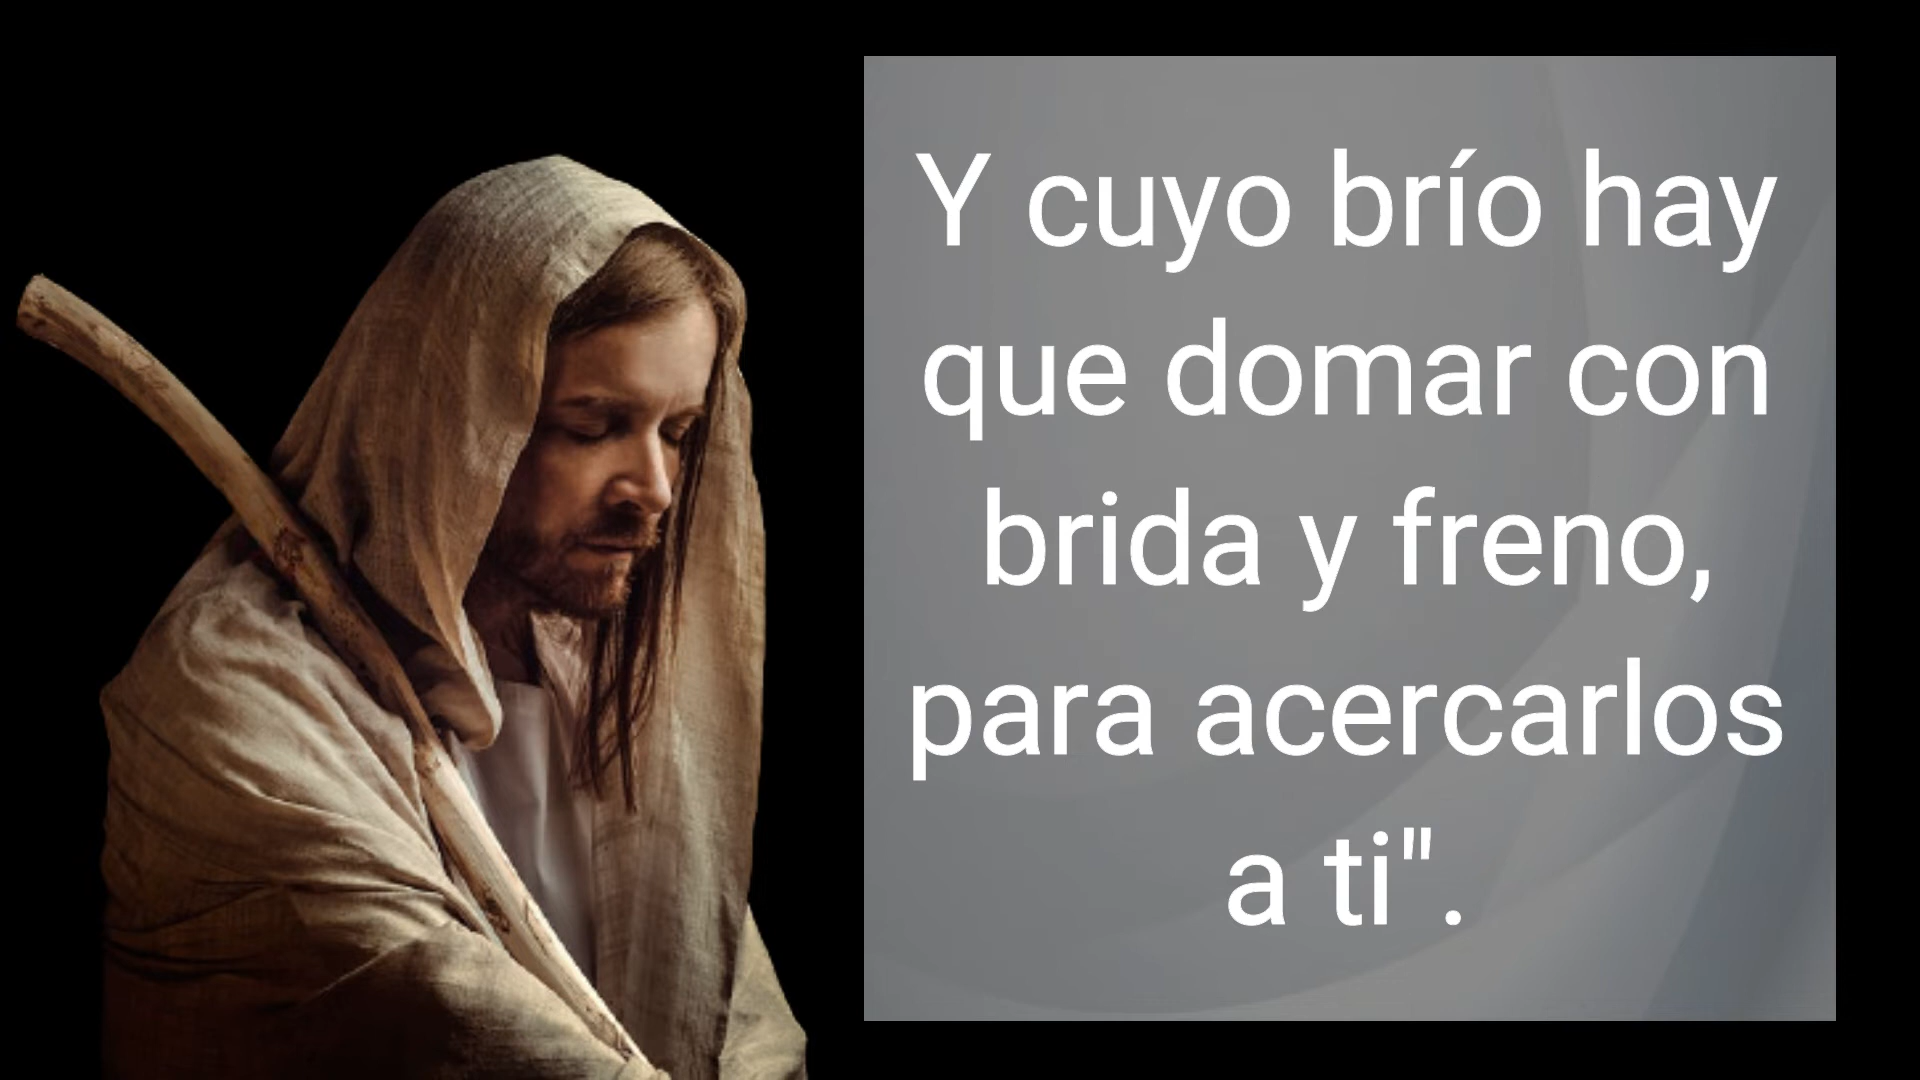 Y cuyo brío hay
que domar con
brida y freno,
para acercarlos
a ti".